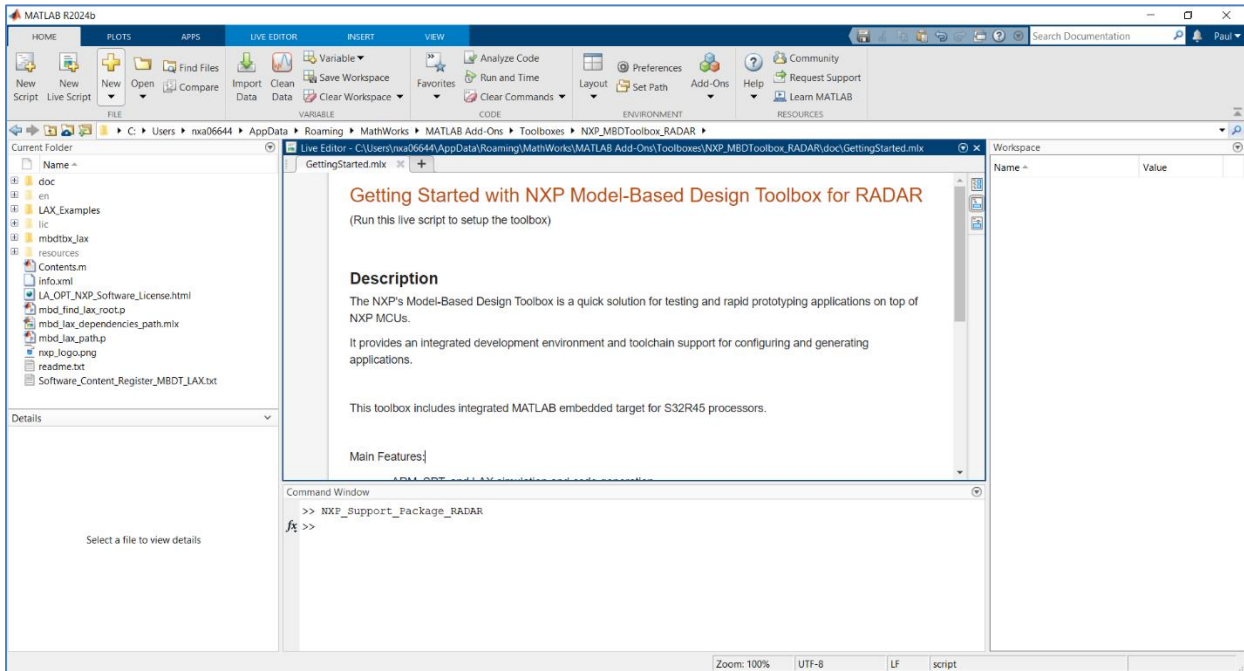 MATLAB R2024b
HOME PLOTS APPS LIVE EDITOR INSERT VIEW
Search Documentation
Paul
New Script
New Live Script
New
Open
Find Files
Compare
FILE
Import Data
Clean Data
Variable
Save Workspace
Clear Workspace
VARIABLE
Favorites
Analyze Code
Run and Time
Clear Commands
CODE
Layout
Preferences
Set Path
Add-Ons
ENVIRONMENT
Help
Community
Request Support
Learn MATLAB
RESOURCES
C: Users nxa06644 AppData Roaming MathWorks MATLAB Add-Ons Toolboxes NXP_MBDToolbox_RADAR
Current Folder
Name
doc
en
LAX_Examples
lic
mbdtbx_lax
resources
Contents.m
info.xml
LA_OPT_NXP_Software_License.html
mbd_find_lax_root.p
mbd_lax_dependencies_path.mlx
mbd_lax_path.p
nxp_logo.png
readme.txt
Software_Content_Register_MBDT_LAX.txt
Details
Select a file to view details
Live Editor - C:\Users\nxa06644\AppData\Roaming\MathWorks\MATLAB Add-Ons\Toolboxes\NXP_MBDToolbox_RADAR\doc\GettingStarted.mlx
GettingStarted.mlx
Getting Started with NXP Model-Based Design Toolbox for RADAR
(Run this live script to setup the toolbox)
Description
The NXP's Model-Based Design Toolbox is a quick solution for testing and rapid prototyping applications on top of
NXP MCUs.
It provides an integrated development environment and toolchain support for configuring and generating
applications.
This toolbox includes integrated MATLAB embedded target for S32R45 processors.
Main Features:
Command Window
>> NXP_Support_Package_RADAR
fx >>
Workspace
Name Value
Zoom: 100% UTF-8 LF script